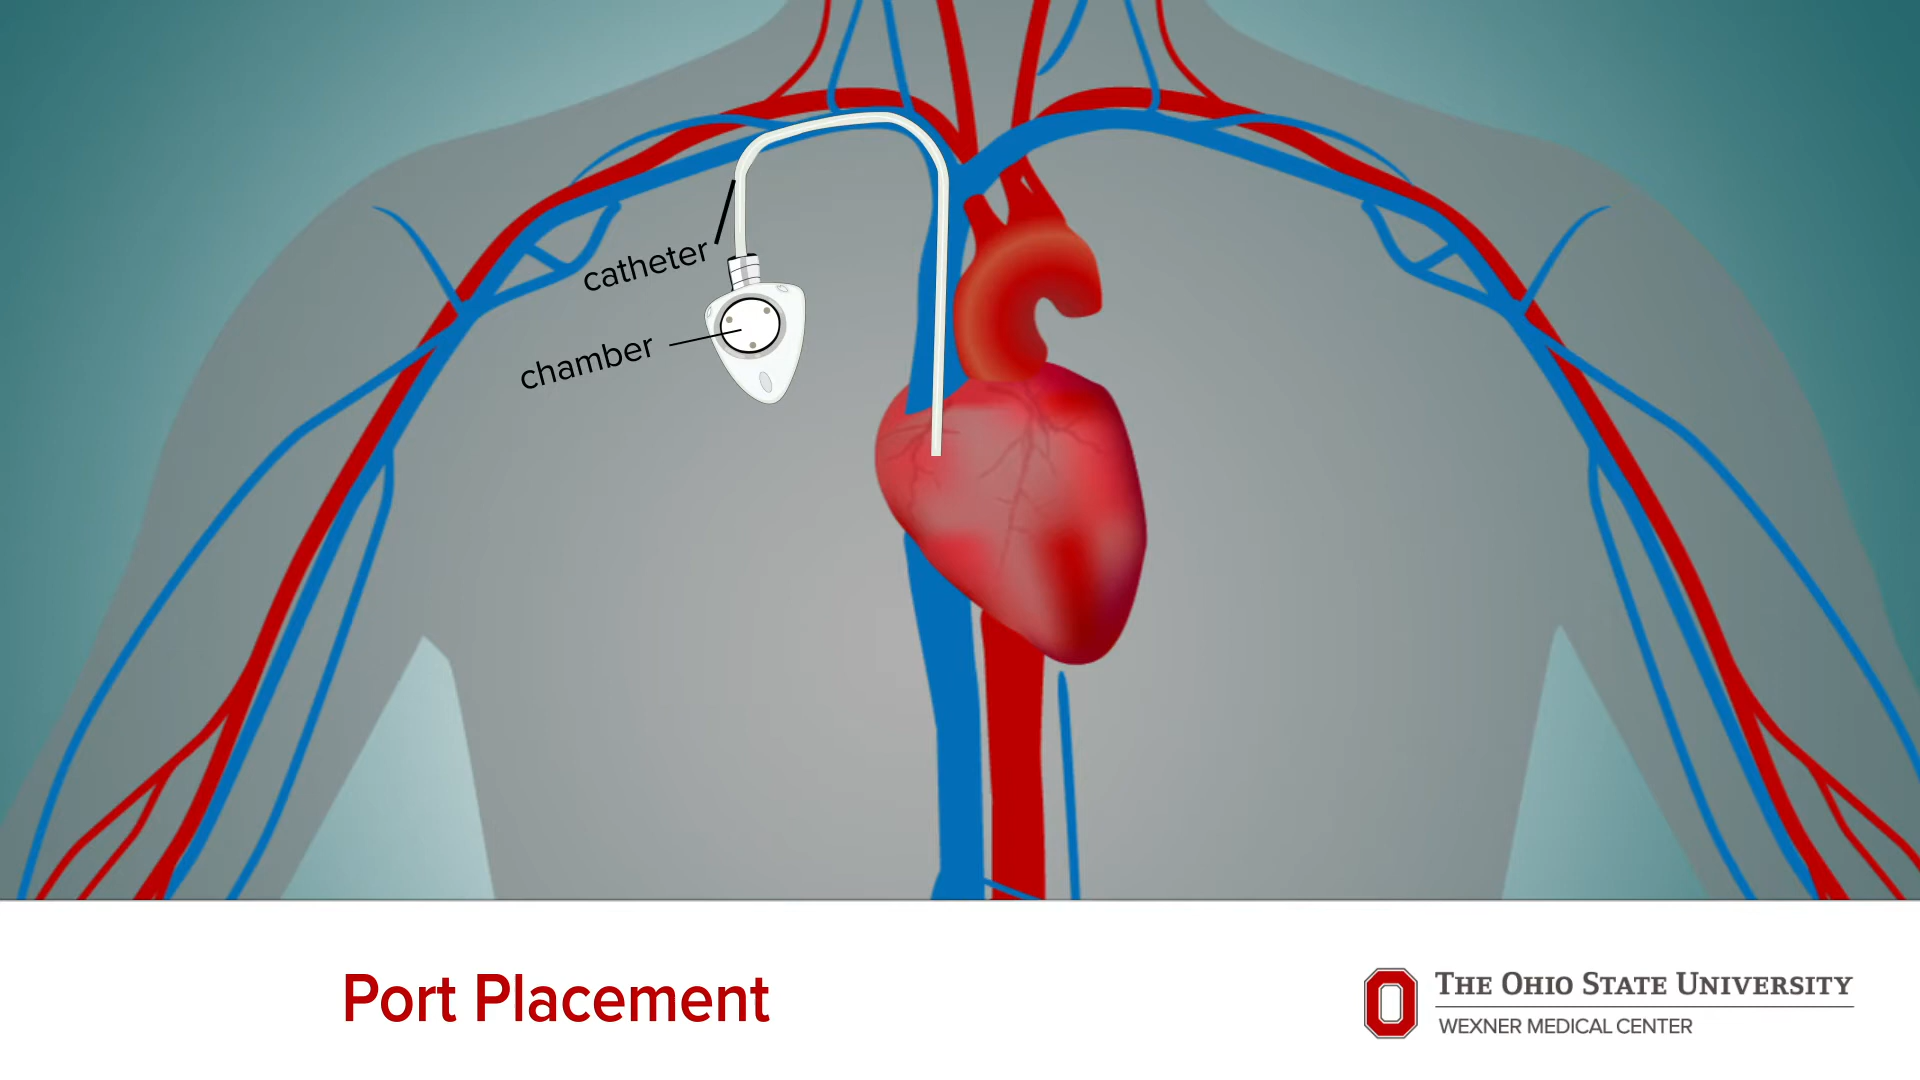 catheter
chamber
Port Placement
THE OHIO STATE UNIVERSITY
WEXNER MEDICAL CENTER